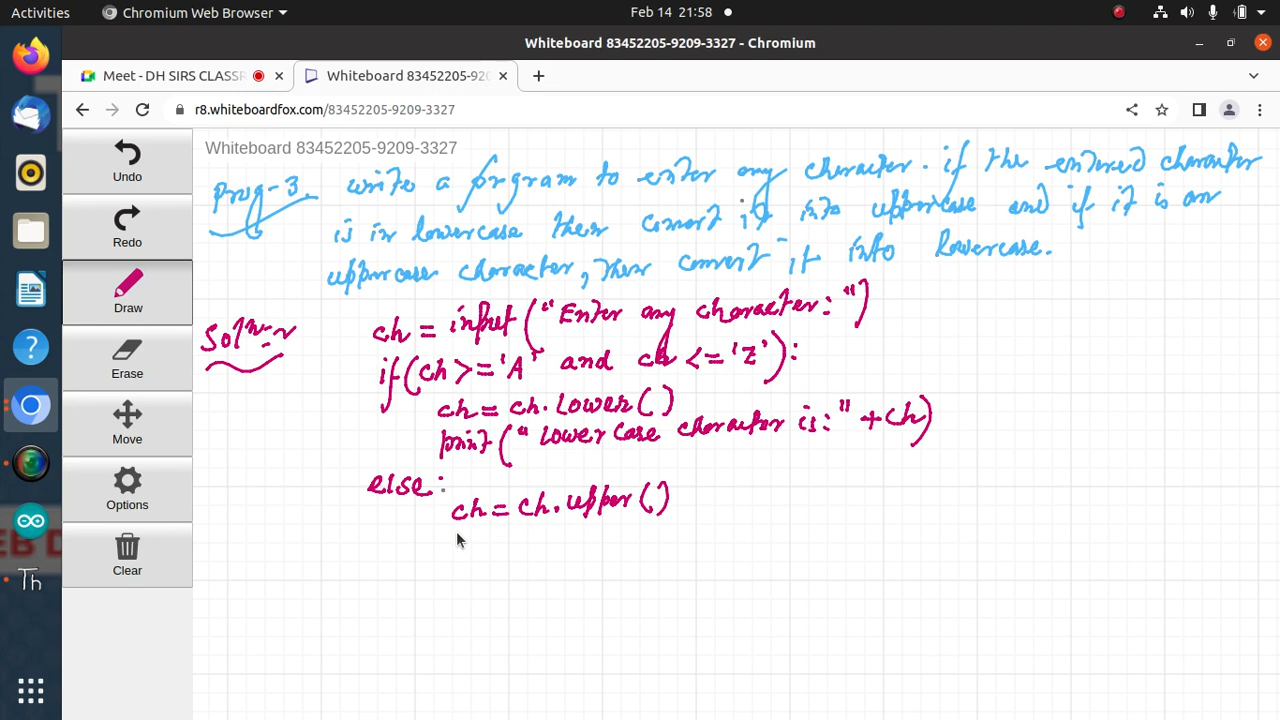 Activities Chromium Web Browser Feb 14 21:58
Whiteboard 83452205-9209-3327 - Chromium
Meet - DH SIRS CLASSR Whiteboard 83452205-920
r8.whiteboardfox.com/83452205-9209-3327
Whiteboard 83452205-9209-3327
Undo
Redo
Draw
Erase
Move
Options
Clear
Prog-3. write a program to enter any character. if the entered character
is in lowercase then convert it into uppercase and if it is an
uppercase character, then convert it into lowercase.
Sol:-
ch = input ("Enter any character:")
if (ch >= 'A' and ch <= 'Z'):
ch = ch.lower()
print ("lowercase character is:" +ch)
else:
ch = ch.upper()
Th